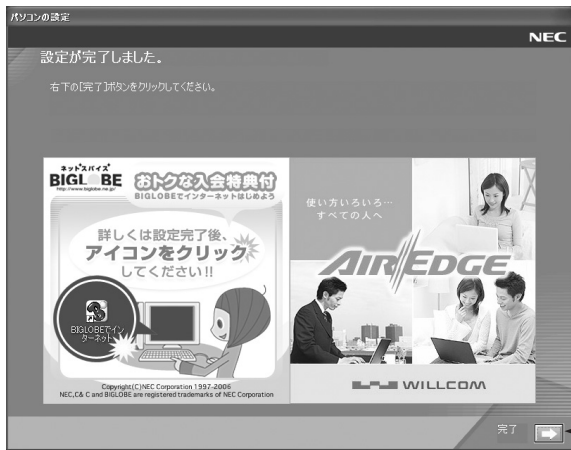 パソコンの設定
NEC
設定が完了しました。
右下の[完了]ボタンをクリックしてください。
ネットスパイス
BIGLOBE
http://www.biglobe.ne.jp/
おトクな入会特典付
BIGLOBEでインターネットはじめよう
詳しくは設定完了後、
アイコンをクリック
してください!!
BIGLOBEでイン
ターネット
Copyright(C)NEC Corporation 1997-2006
NEC,C& C and BIGLOBE are registered trademarks of NEC Corporation
使い方いろいろ…
すべての人へ
AIR EDGE
WILLCOM
完了